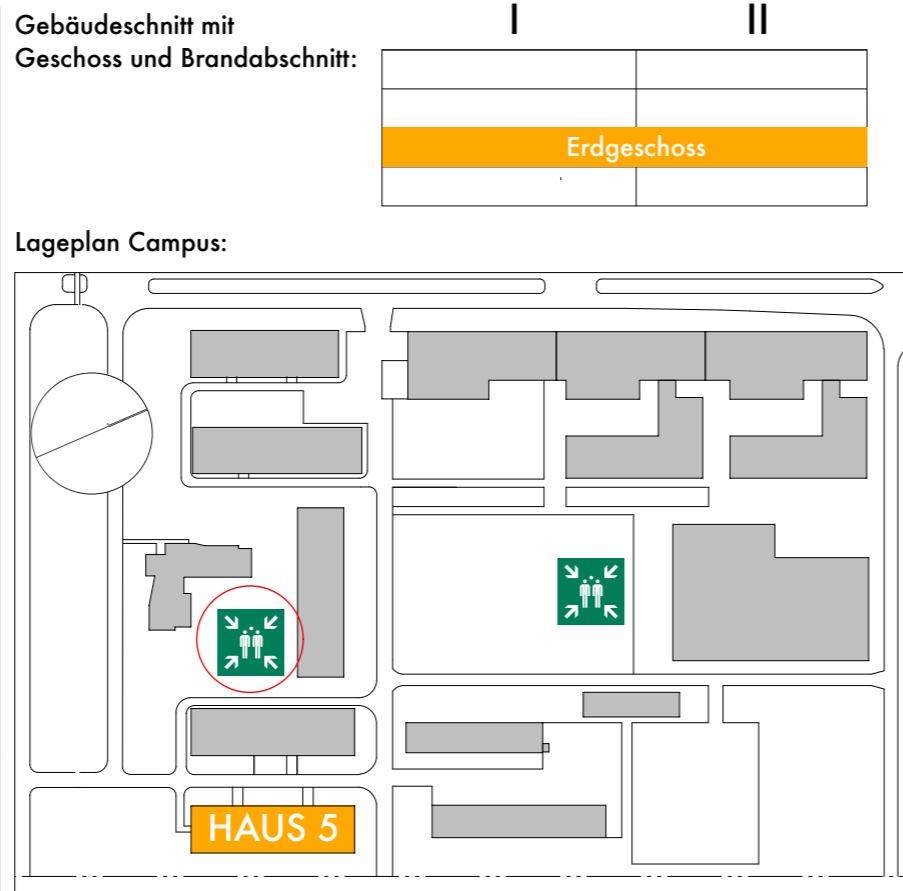 Gebäudeschnitt mit
Geschoss und Brandabschnitt:
I II
Erdgeschoss
Lageplan Campus:
HAUS 5